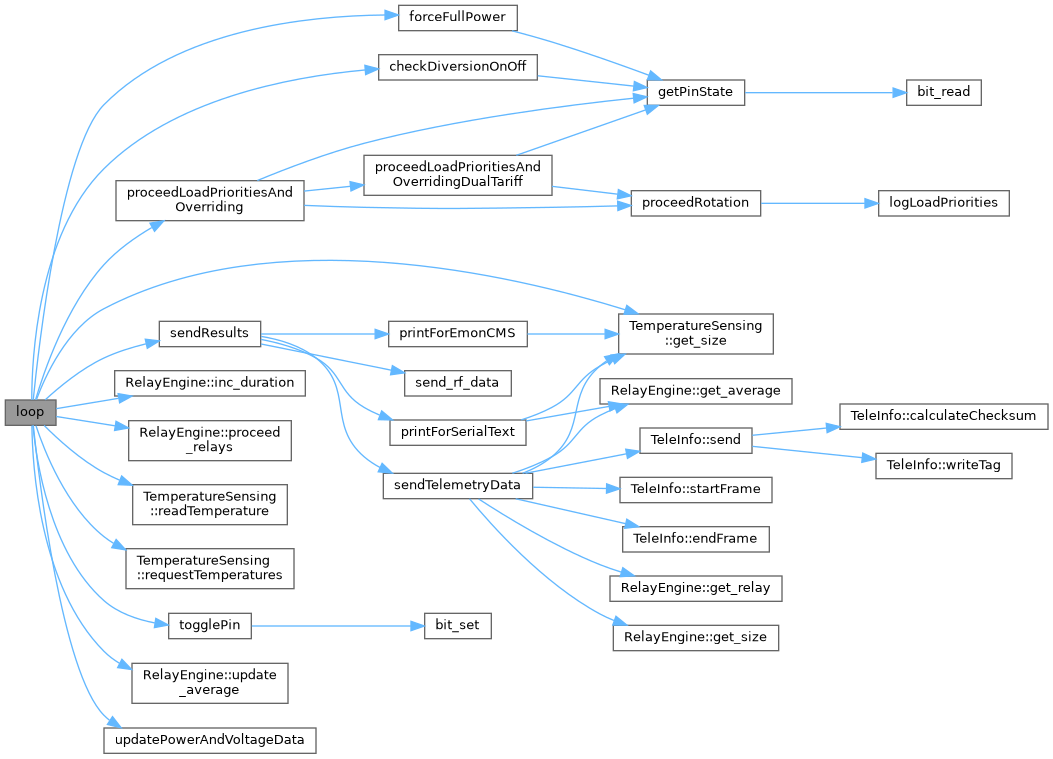 forceFullPower
checkDiversionOnOff
getPinState
bit_read
proceedLoadPrioritiesAnd
OverridingDualTariff
proceedLoadPrioritiesAnd
Overriding
proceedRotation
logLoadPriorities
sendResults
printForEmonCMS
TemperatureSensing
::get_size
RelayEngine::inc_duration
send_rf_data
RelayEngine::get_average
loop
TeleInfo::calculateChecksum
RelayEngine::proceed
_relays
printForSerialText
TeleInfo::send
TeleInfo::writeTag
sendTelemetryData
TeleInfo::startFrame
TemperatureSensing
::readTemperature
TeleInfo::endFrame
TemperatureSensing
::requestTemperatures
RelayEngine::get_relay
togglePin
bit_set
RelayEngine::get_size
RelayEngine::update
_average
updatePowerAndVoltageData